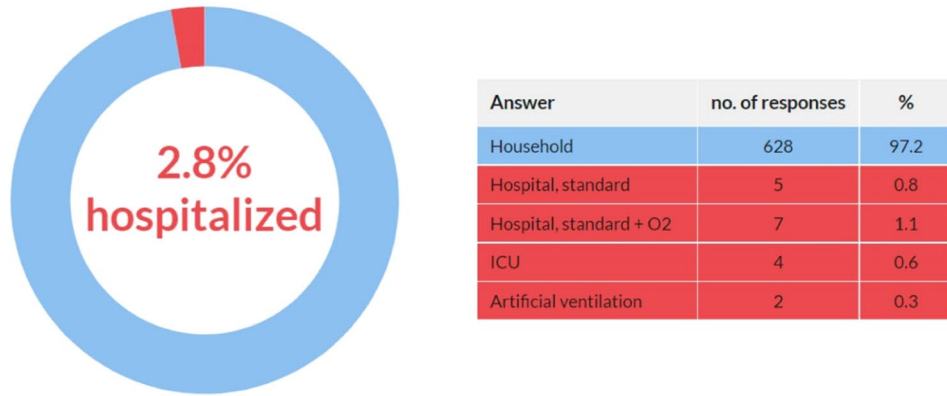 2.8%
hospitalized
Answer no. of responses %
Household 628 97.2
Hospital, standard 5 0.8
Hospital, standard + O2 7 1.1
ICU 4 0.6
Artificial ventilation 2 0.3